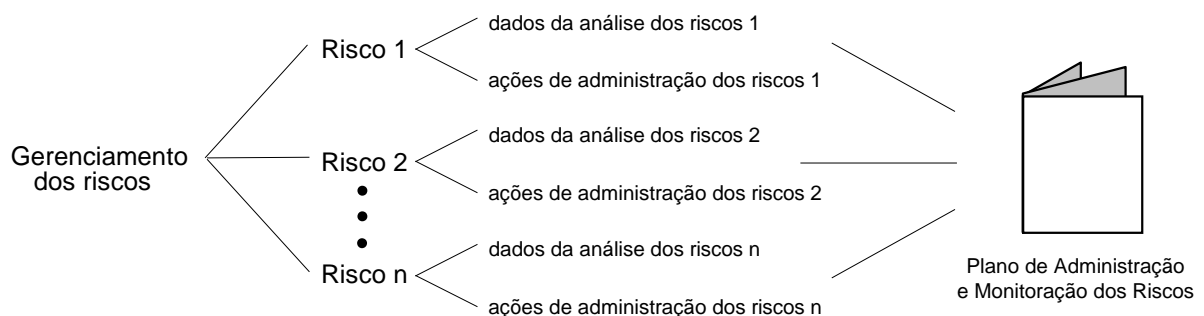 Gerenciamento
dos riscos
Risco 1
dados da análise dos riscos 1
ações de administração dos riscos 1
Risco 2
dados da análise dos riscos 2
ações de administração dos riscos 2
Risco n
dados da análise dos riscos n
ações de administração dos riscos n
Plano de Administração
e Monitoração dos Riscos